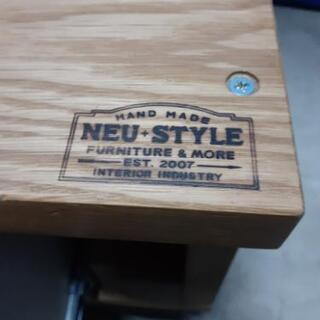 HAND MADE
NEU✦STYLE
FURNITURE & MORE
EST. 2007
INTERIOR INDUSTRY